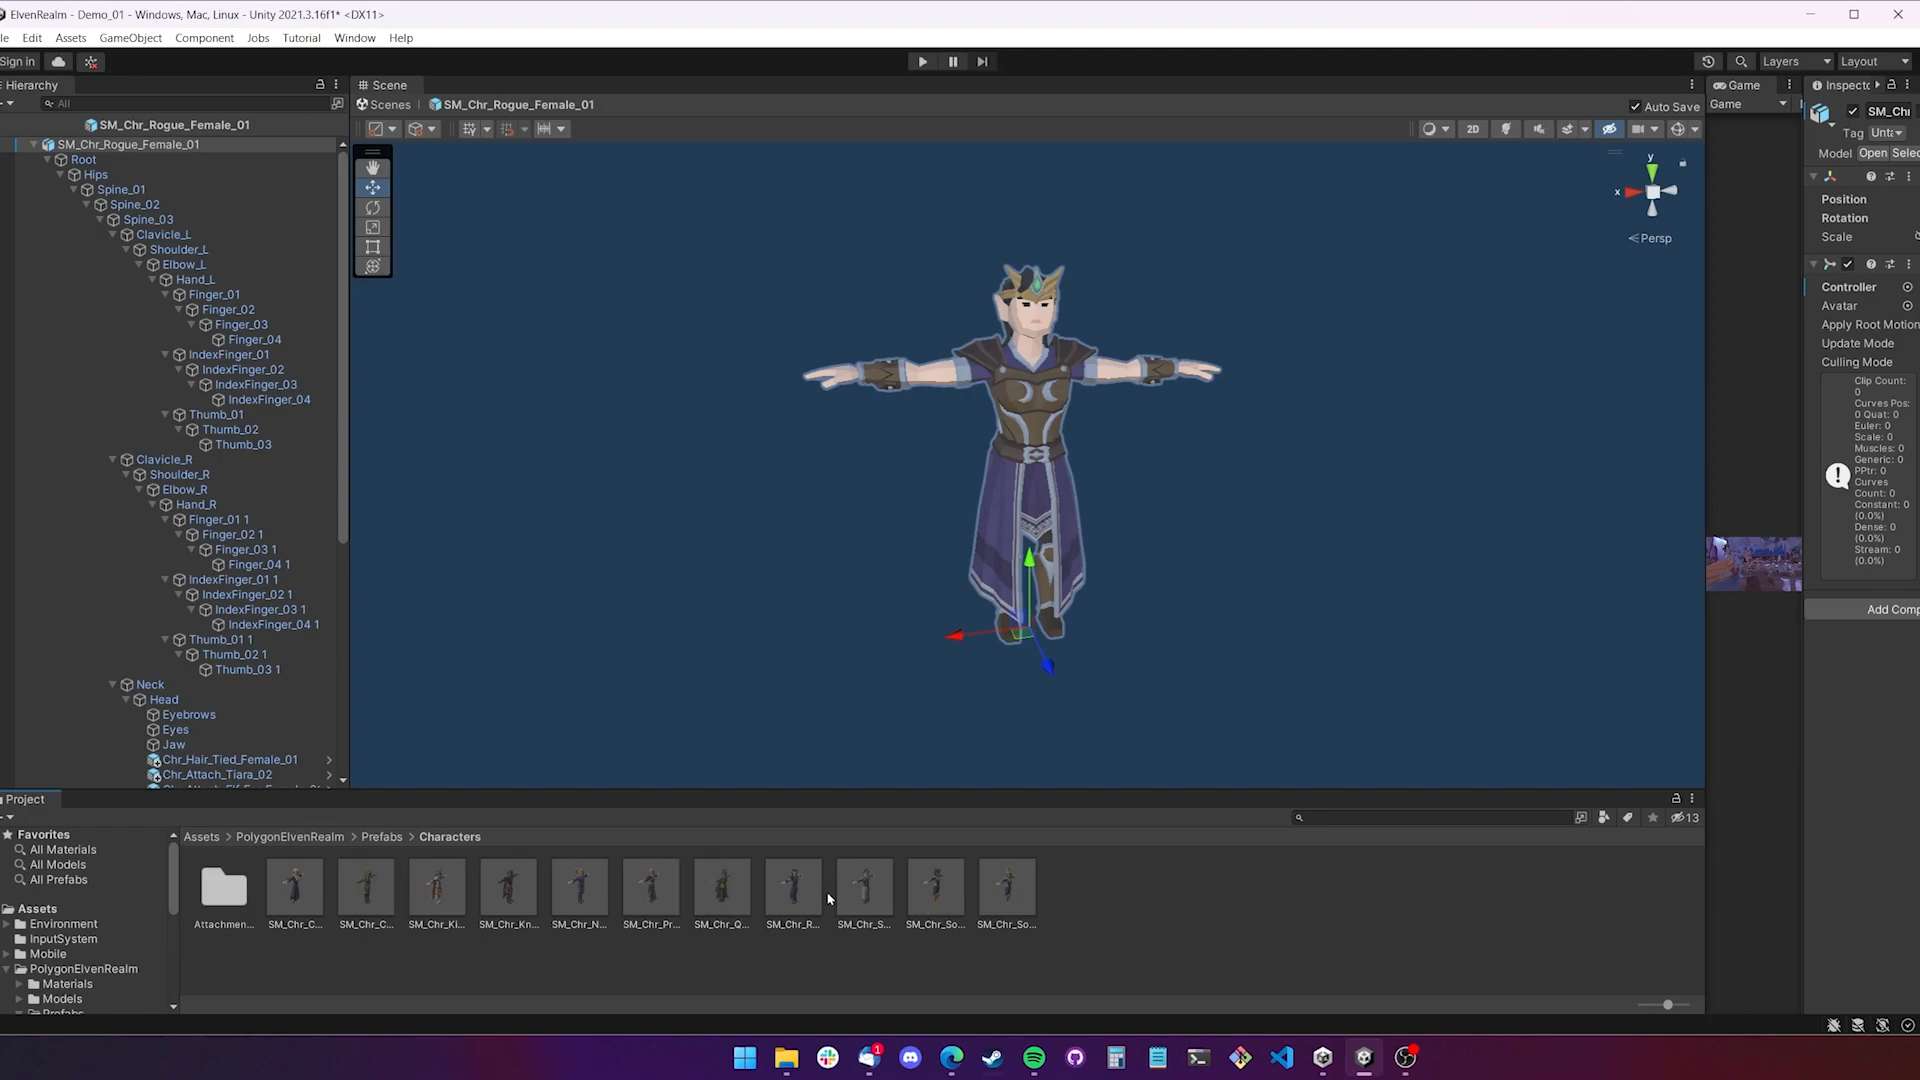 ElvenRealm - Demo_01 - Windows, Mac, Linux - Unity 2021.3.16f1* <DX11>
le Edit Assets GameObject Component Jobs Tutorial Window Help
Sign in
Layers Layout
Hierarchy
All
SM_Chr_Rogue_Female_01
SM_Chr_Rogue_Female_01
Root
Hips
Spine_01
Spine_02
Spine_03
Clavicle_L
Shoulder_L
Elbow_L
Hand_L
Finger_01
Finger_02
Finger_03
Finger_04
IndexFinger_01
IndexFinger_02
IndexFinger_03
IndexFinger_04
Thumb_01
Thumb_02
Thumb_03
Clavicle_R
Shoulder_R
Elbow_R
Hand_R
Finger_01 1
Finger_02 1
Finger_03 1
Finger_04 1
IndexFinger_01 1
IndexFinger_02 1
IndexFinger_03 1
IndexFinger_04 1
Thumb_01 1
Thumb_02 1
Thumb_03 1
Neck
Head
Eyebrows
Eyes
Jaw
Chr_Hair_Tied_Female_01
Chr_Attach_Tiara_02
Scene
Scenes SM_Chr_Rogue_Female_01
Auto Save
2D
y
x
Persp
Game
Game
Inspecto
SM_Chi
Tag Unta
Model Open Selec
Position
Rotation
Scale
Controller
Avatar
Apply Root Motion
Update Mode
Culling Mode
Clip Count:
0
Curves Pos:
0 Quat: 0
Euler: 0
Scale: 0
Muscles: 0
Generic: 0
PPtr: 0
Curves
Count: 0
Constant: 0
(0.0%)
Dense: 0
(0.0%)
Stream: 0
(0.0%)
Add Comp
Project
13
Favorites
All Materials
All Models
All Prefabs
Assets
Environment
InputSystem
Mobile
PolygonElvenRealm
Materials
Models
Prefabs
Assets > PolygonElvenRealm > Prefabs > Characters
Attachmen...
SM_Chr_C...
SM_Chr_C...
SM_Chr_Ki...
SM_Chr_Kn...
SM_Chr_N...
SM_Chr_Pr...
SM_Chr_Q...
SM_Chr_R...
SM_Chr_S...
SM_Chr_So...
SM_Chr_So...
1